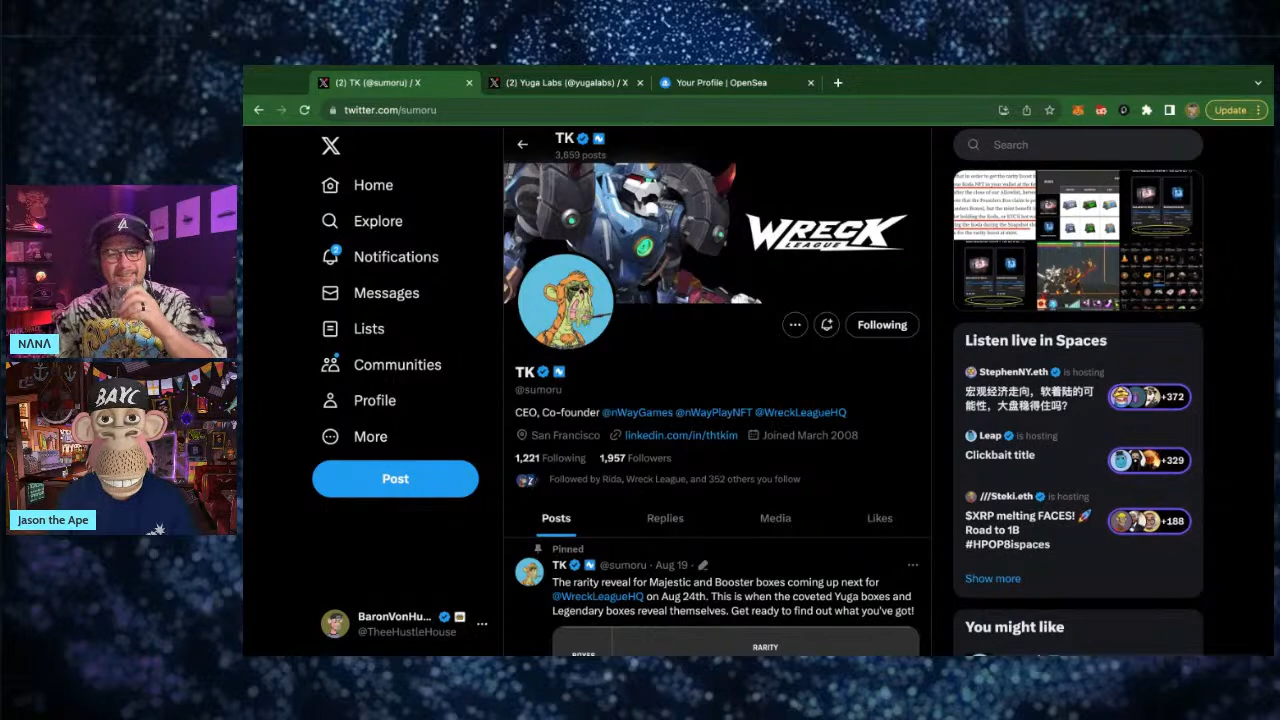 (2) TK (@sumoru) / X
(2) Yuga Labs (@yugalabs) / X
Your Profile | OpenSea
twitter.com/sumoru
Update
TK
3,659 posts
Search
Home
Explore
2
Notifications
Messages
Lists
Communities
Profile
More
Post
BaronVonHu...
@TheeHustleHouse
WRECK
LEAGUE
Following
TK
@sumoru
CEO, Co-founder @nWayGames @nWayPlayNFT @WreckLeagueHQ
San Francisco linkedin.com/in/thtkim Joined March 2008
1,221 Following 1,957 Followers
Followed by Rida, Wreck League, and 352 others you follow
Posts Replies Media Likes
Pinned
TK @sumoru · Aug 19 ·
The rarity reveal for Majestic and Booster boxes coming up next for
@WreckLeagueHQ on Aug 24th. This is when the coveted Yuga boxes and
Legendary boxes reveal themselves. Get ready to find out what you've got!
BOXES
RARITY
Listen live in Spaces
StephenNY.eth is hosting
宏观经济走向，软着陆的可
能性，大盘稳得住吗？
+372
Leap is hosting
Clickbait title
+329
///Steki.eth is hosting
$XRP melting FACES! 🚀
Road to 1B
#HPOP8ispaces
+188
Show more
You might like
NΛNΛ
BAYC
Jason the Ape